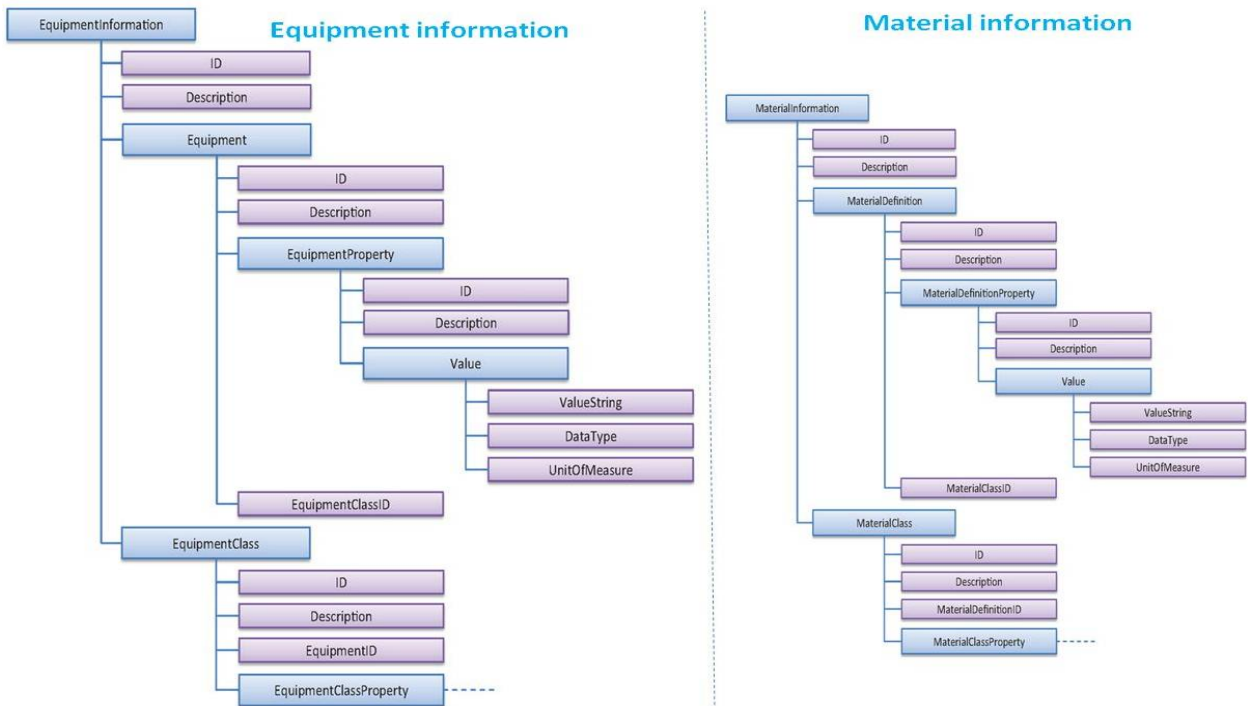 Equipment information
EquipmentInformation
ID
Description
Equipment
ID
Description
EquipmentProperty
ID
Description
Value
ValueString
DataType
UnitOfMeasure
EquipmentClassID
EquipmentClass
ID
Description
EquipmentID
EquipmentClassProperty
Material information
MaterialInformation
ID
Description
MaterialDefinition
ID
Description
MaterialDefinitionProperty
ID
Description
Value
ValueString
DataType
UnitOfMeasure
MaterialClassID
MaterialClass
ID
Description
MaterialDefinitionID
MaterialClassProperty